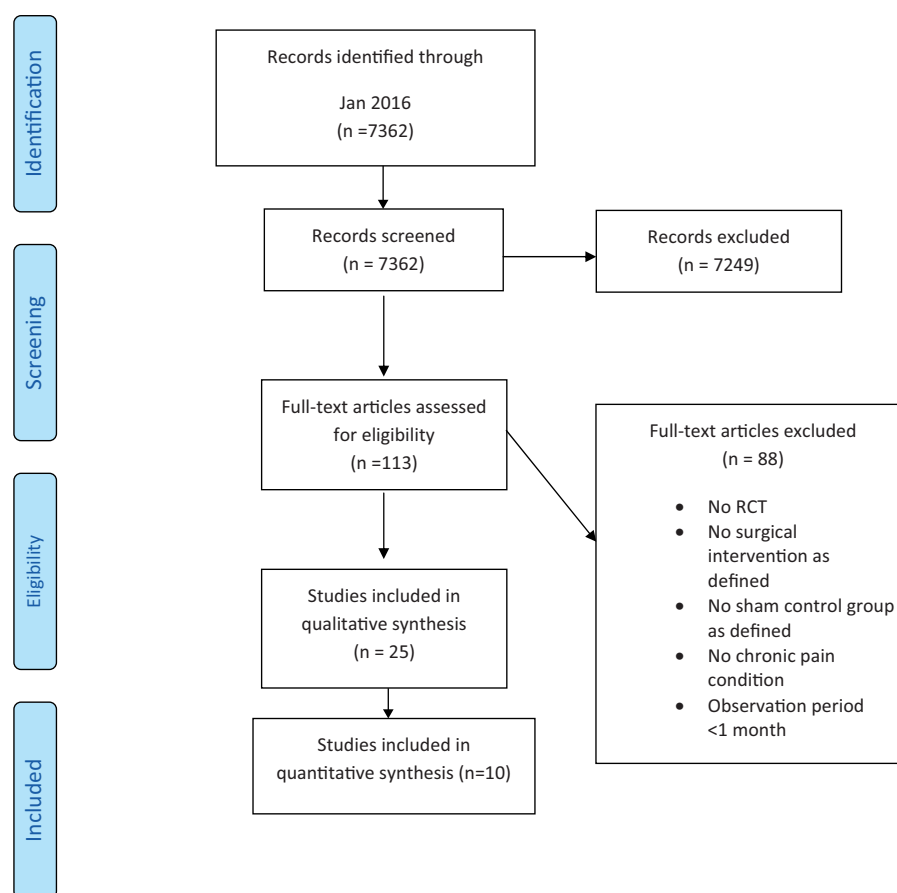 Identification
Records identified through
Jan 2016
(n =7362)
Records screened
(n = 7362)
Records excluded
(n = 7249)
Screening
Full-text articles assessed
for eligibility
(n =113)
Full-text articles excluded
(n = 88)
• No RCT
• No surgical
intervention as
defined
• No sham control group
as defined
• No chronic pain
condition
• Observation period
<1 month
Eligibility
Studies included in
qualitative synthesis
(n = 25)
Included
Studies included in
quantitative synthesis (n=10)